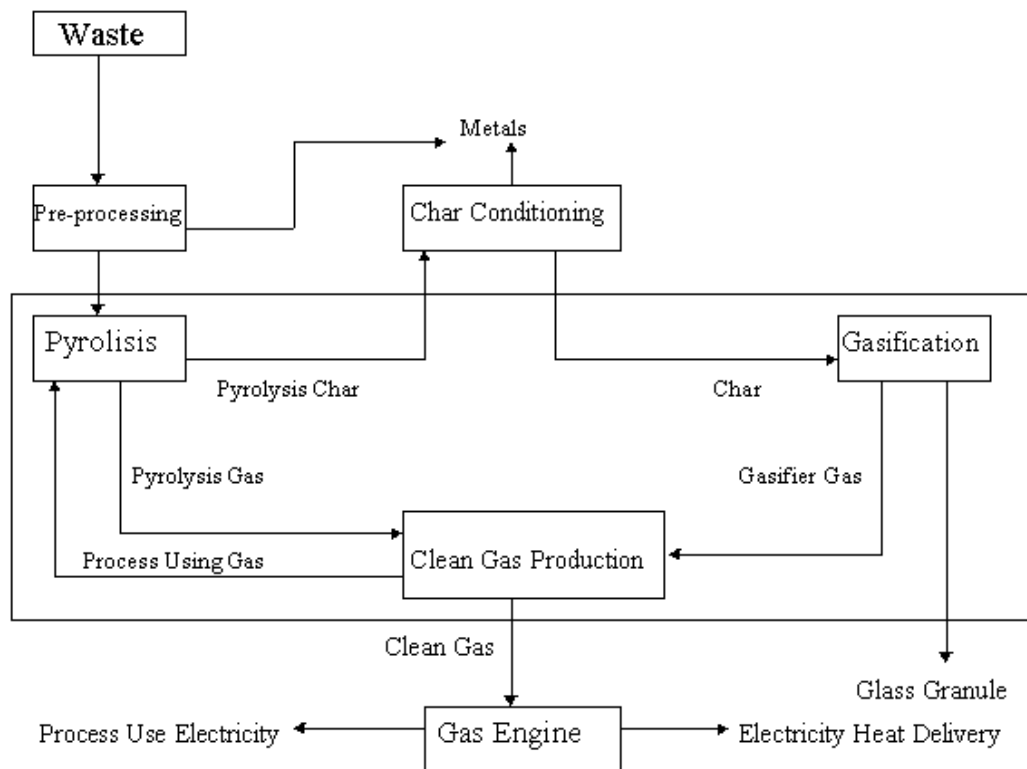 Waste
Metals
Pre-processing
Char Conditioning
Pyrolisis
Gasification
Pyrolysis Char
Char
Pyrolysis Gas
Gasifier Gas
Process Using Gas
Clean Gas Production
Clean Gas
Glass Granule
Process Use Electricity
Gas Engine
Electricity Heat Delivery